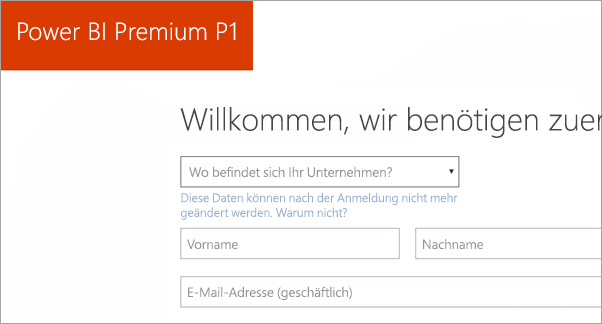 Power BI Premium P1
Willkommen, wir benötigen
Wo befindet sich Ihr Unternehmen?
Diese Daten können nach der Anmeldung nicht mehr
geändert werden. Warum nicht?
Vorname Nachname
E-Mail-Adresse (geschäftlich)